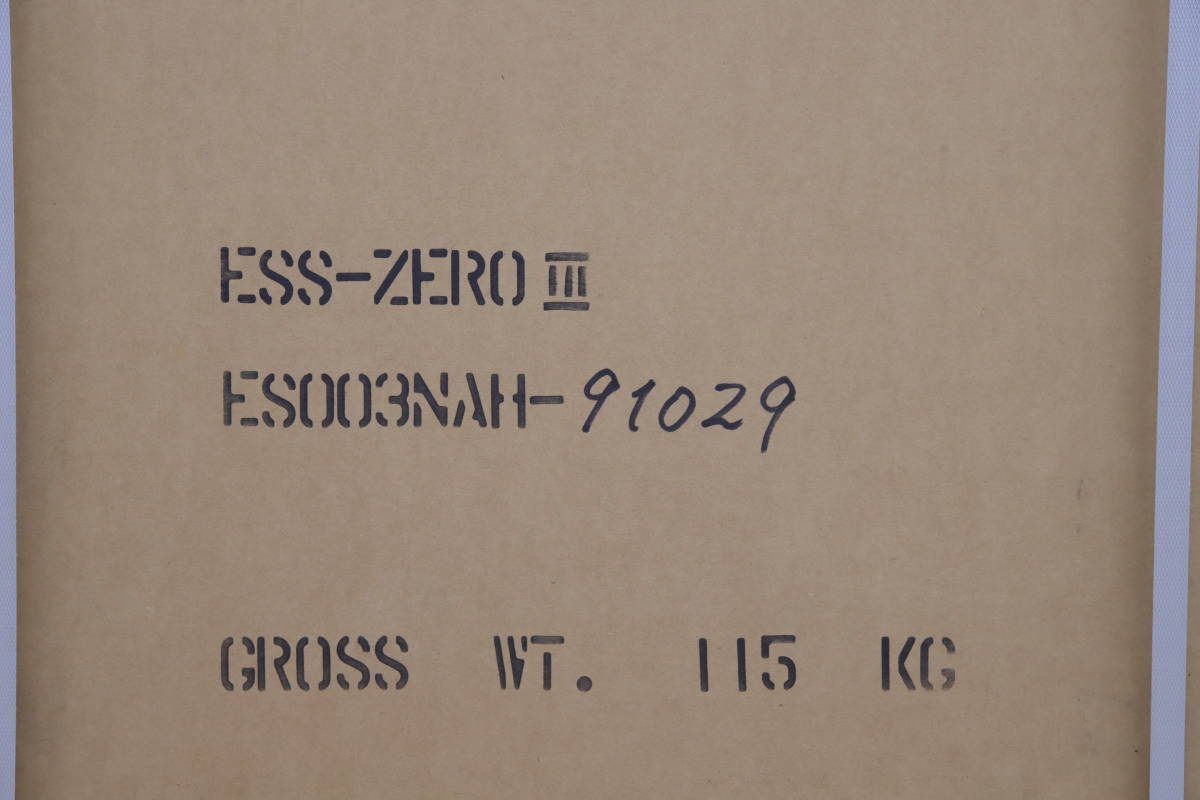 ESS-ZERO III
ES003NAH-91029
GROSS WT. 115 KG